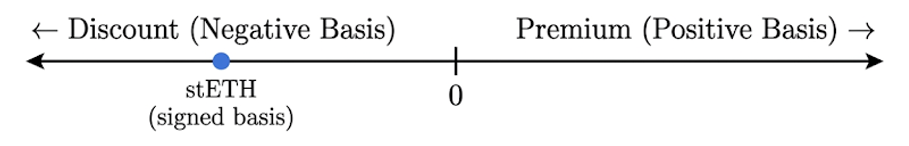 ← Discount (Negative Basis)
Premium (Positive Basis) →
stETH
(signed basis)
0